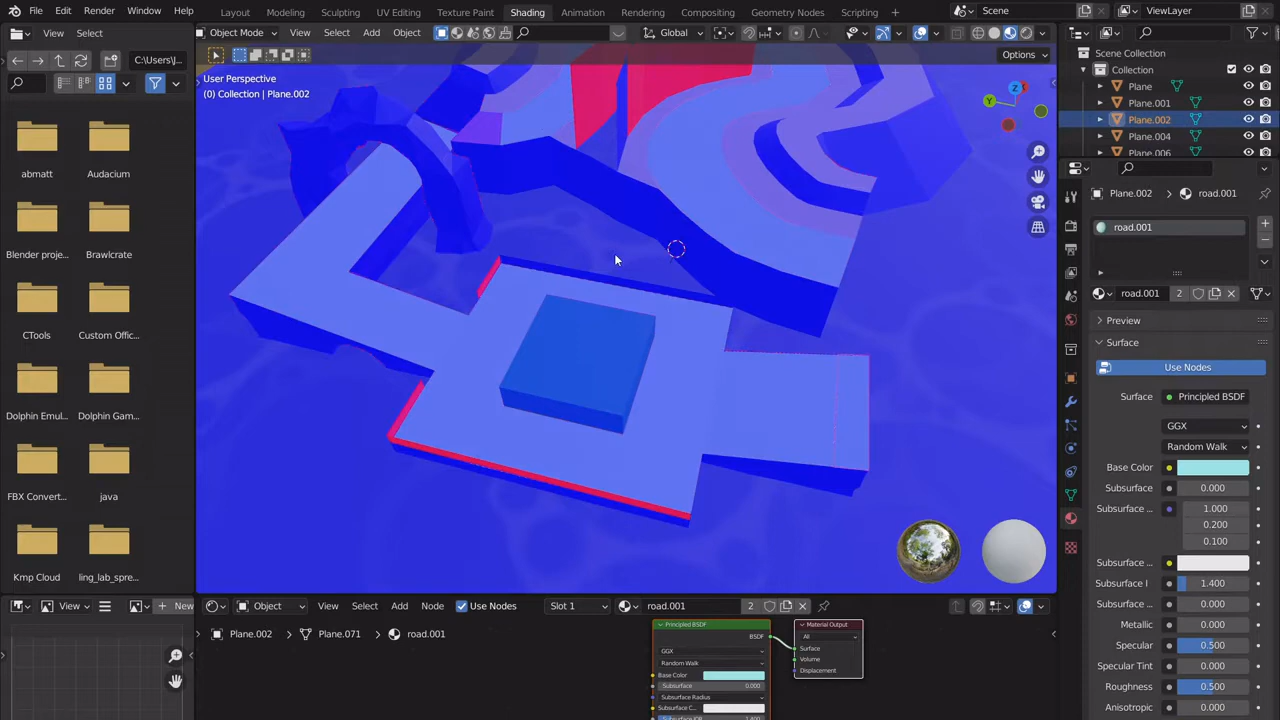 File Edit Render Window Help Layout Modeling Sculpting UV Editing Texture Paint Shading Animation Rendering Compositing Geometry Nodes Scripting Scene ViewLayer
View Select C:\Users\j.. Object Mode View Select Add Object Global
Options
User Perspective
(0) Collection | Plane.002
Scene Collection
Collection
Plane
Plane.001
Plane.002
Plane.004
Plane.006
abmatt Audacium
Blender proje... Brawlcrate
CTools Custom Offic...
Dolphin Emul... Dolphin Gam...
FBX Convert... java
Kmp Cloud ling_lab_spre...
X Y Z
Plane.002 road.001
road.001
road.001 2
Preview
Surface
Use Nodes
Surface Principled BSDF
GGX
Random Walk
Base Color
Subsurface 0.000
Subsurface ... 1.000
0.200
0.100
Subsurface ...
Subsurface I 1.400
Subsurface ... 0.000
Metallic 0.000
Specular 0.500
Specular Tint 0.000
Roughness 0.500
Anisotropic 0.000
View New Object View Select Add Node Use Nodes Slot 1 road.001 2
Plane.002 Plane.071 road.001
Principled BSDF
BSDF
GGX
Random Walk
Base Color
Subsurface 0.000
Subsurface Radius
Subsurface C...
Subsurface IOR 1.400
Material Output
All
Surface
Volume
Displacement